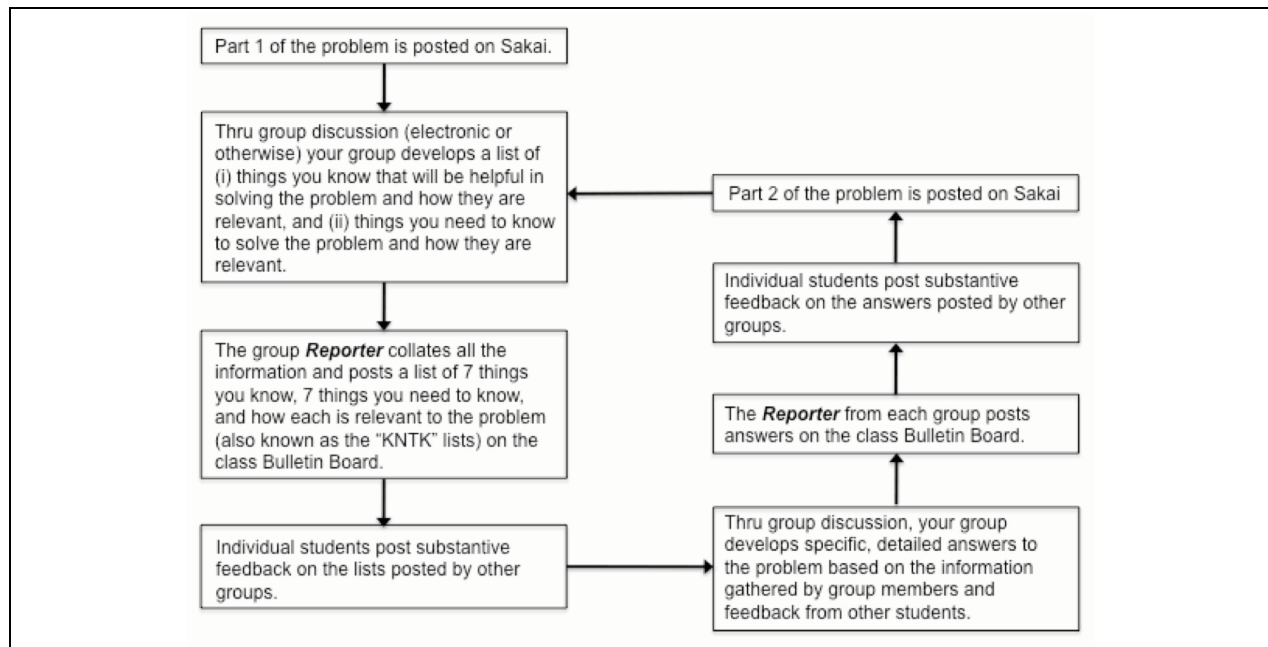 Part 1 of the problem is posted on Sakai.
Thru group discussion (electronic or
otherwise) your group develops a list of
(i) things you know that will be helpful in
solving the problem and how they are
relevant, and (ii) things you need to know
to solve the problem and how they are
relevant.
The group Reporter collates all the
information and posts a list of 7 things
you know, 7 things you need to know,
and how each is relevant to the problem
(also known as the “KNTK” lists) on the
class Bulletin Board.
Individual students post substantive
feedback on the lists posted by other
groups.
Thru group discussion, your group
develops specific, detailed answers to
the problem based on the information
gathered by group members and
feedback from other students.
The Reporter from each group posts
answers on the class Bulletin Board.
Individual students post substantive
feedback on the answers posted by other
groups.
Part 2 of the problem is posted on Sakai